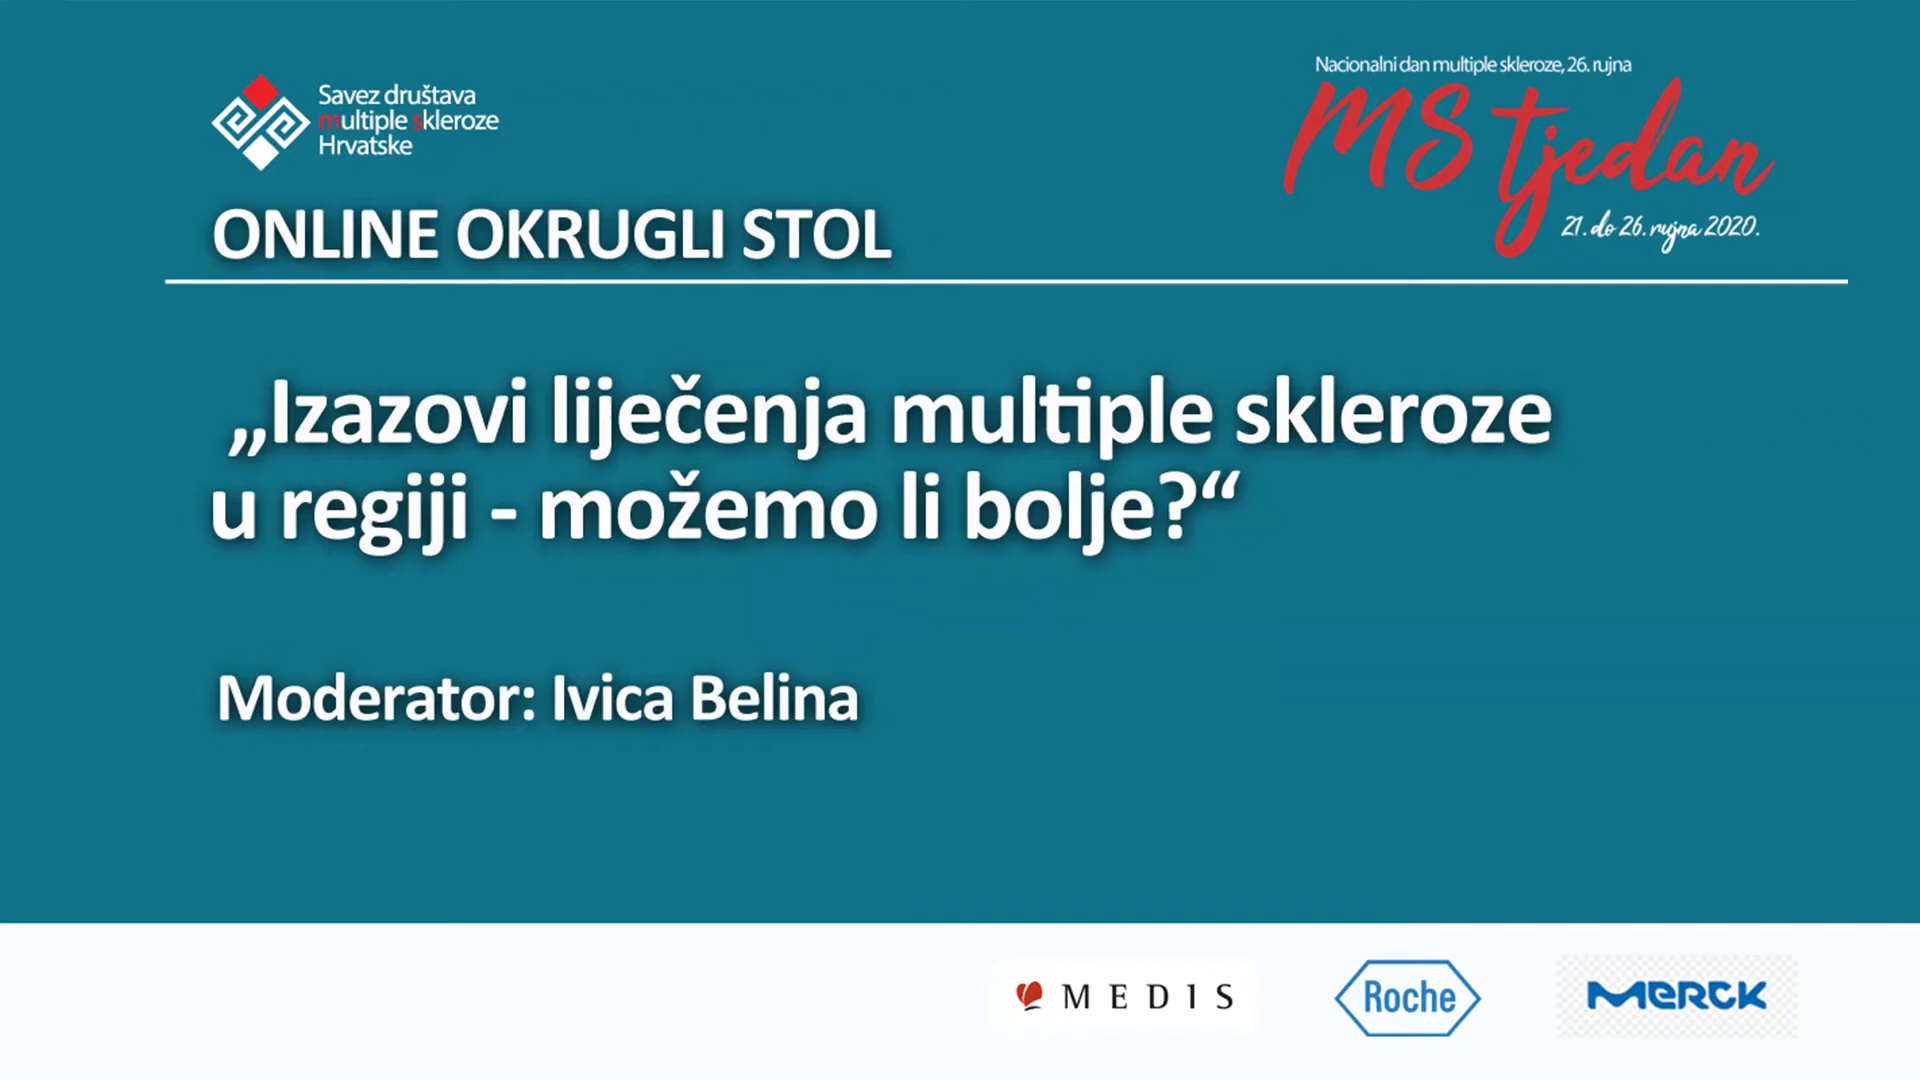 Savez društava
multiple skleroze
Hrvatske
Nacionalni dan multiple skleroze, 26. rujna
MS tjedan
21. do 26. rujna 2020.
ONLINE OKRUGLI STOL
„Izazovi liječenja multiple skleroze
u regiji - možemo li bolje?“
Moderator: Ivica Belina
MEDIS
Roche
MERCK